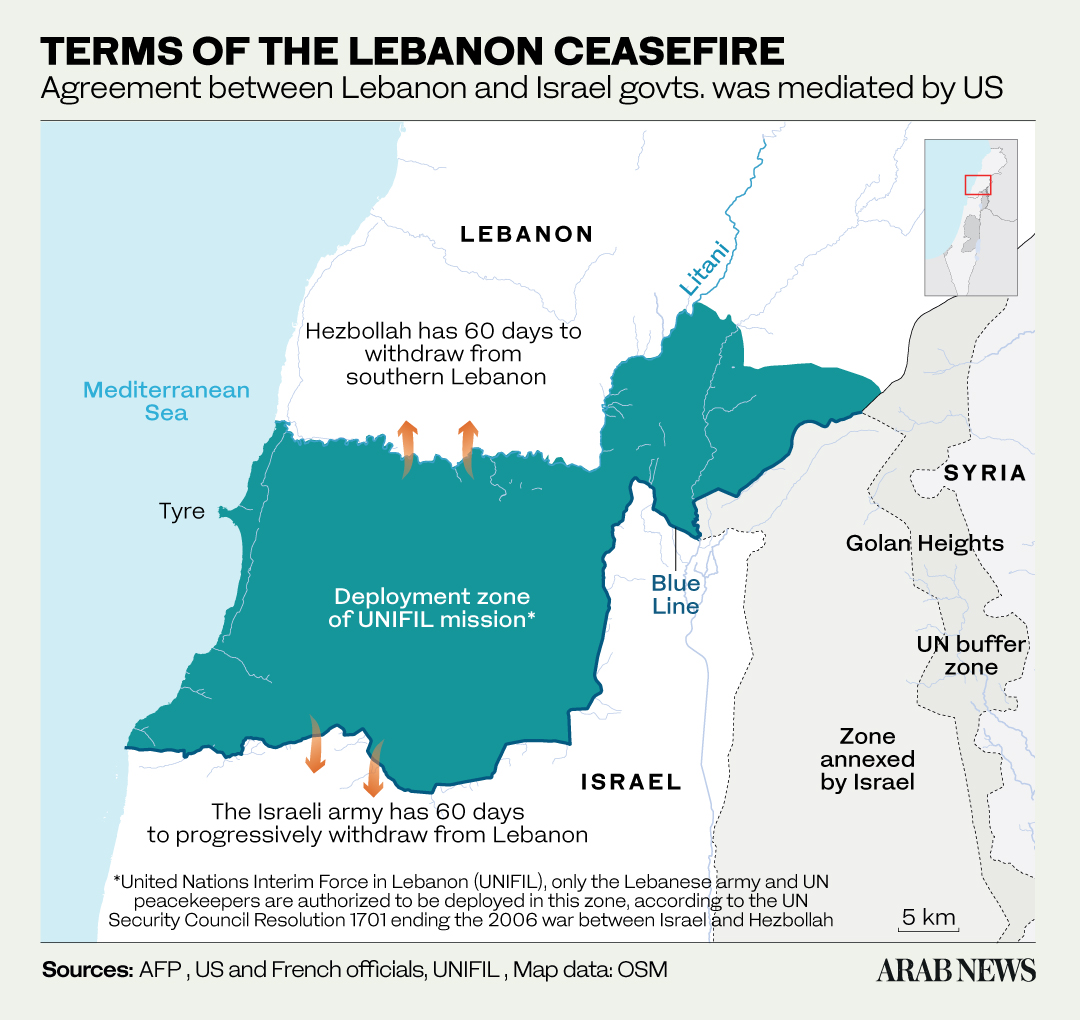 TERMS OF THE LEBANON CEASEFIRE
Agreement between Lebanon and Israel govts. was mediated by US
LEBANON
Litani
Hezbollah has 60 days to
withdraw from
southern Lebanon
Mediterranean
Sea
SYRIA
Tyre
Golan Heights
Blue
Line
Deployment zone
of UNIFIL mission*
UN buffer
zone
Zone
annexed
by Israel
ISRAEL
The Israeli army has 60 days
to progressively withdraw from Lebanon
*United Nations Interim Force in Lebanon (UNIFIL), only the Lebanese army and UN
peacekeepers are authorized to be deployed in this zone, according to the UN
Security Council Resolution 1701 ending the 2006 war between Israel and Hezbollah
5 km
Sources: AFP , US and French officials, UNIFIL , Map data: OSM
ARAB NEWS